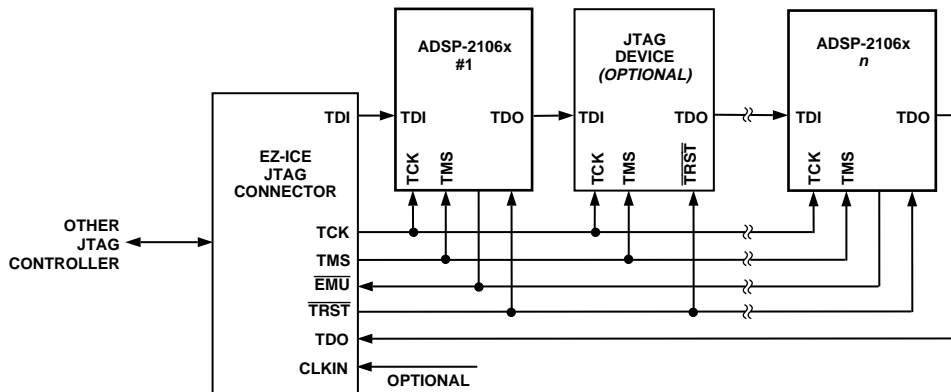 ADSP-2106x
#1
TDI
TDO
TCK
TMS
JTAG
DEVICE
(OPTIONAL)
TDI
TDO
TCK
TMS
TRST
ADSP-2106x
n
TDI
TDO
TCK
TMS
TDI
EZ-ICE
JTAG
CONNECTOR
TCK
TMS
EMU
TRST
TDO
CLKIN
OTHER
JTAG
CONTROLLER
OPTIONAL